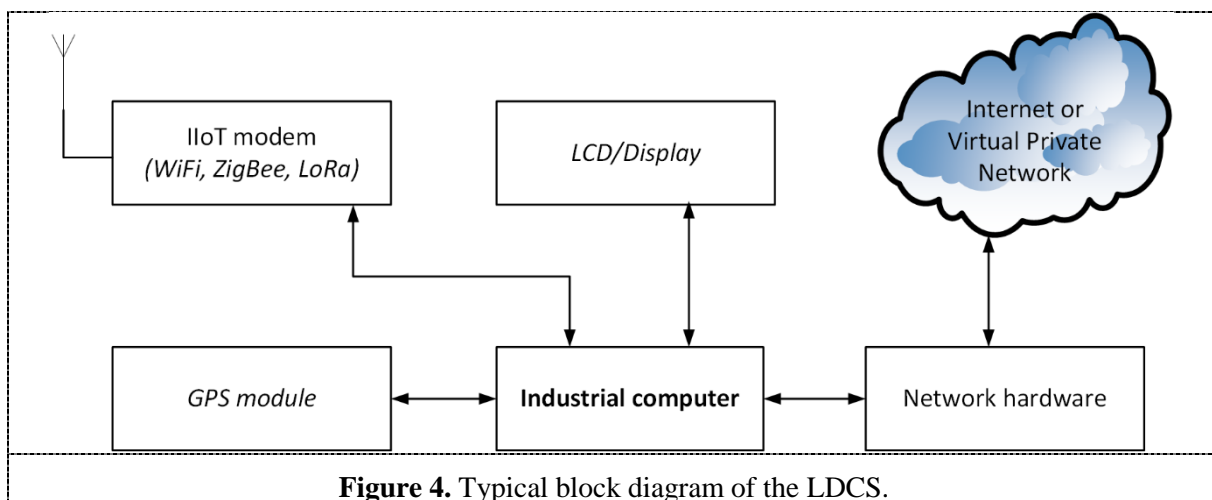 IIoT modem
(WiFi, ZigBee, LoRa)
LCD/Display
Internet or
Virtual Private
Network
GPS module
Industrial computer
Network hardware
Figure 4. Typical block diagram of the LDCS.